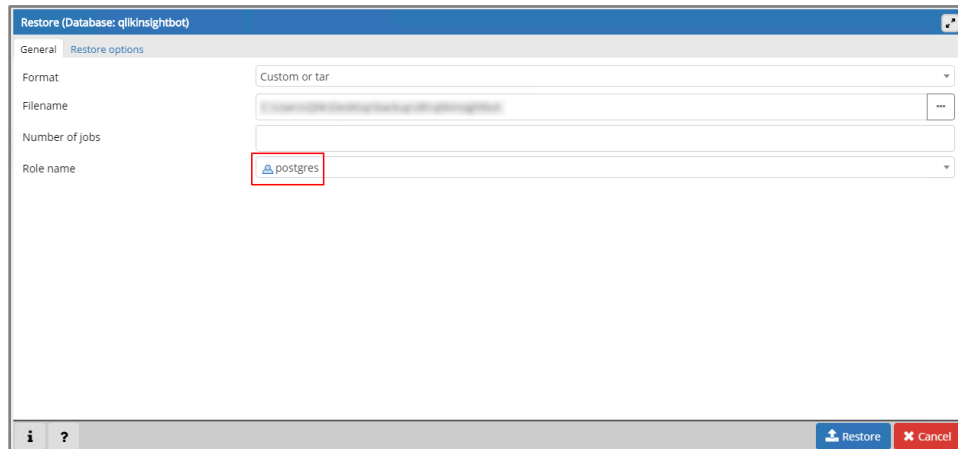 Restore (Database: qlikinsightbot)
General Restore options
Format Custom or tar
Filename
Number of jobs
Role name postgres
Restore Cancel